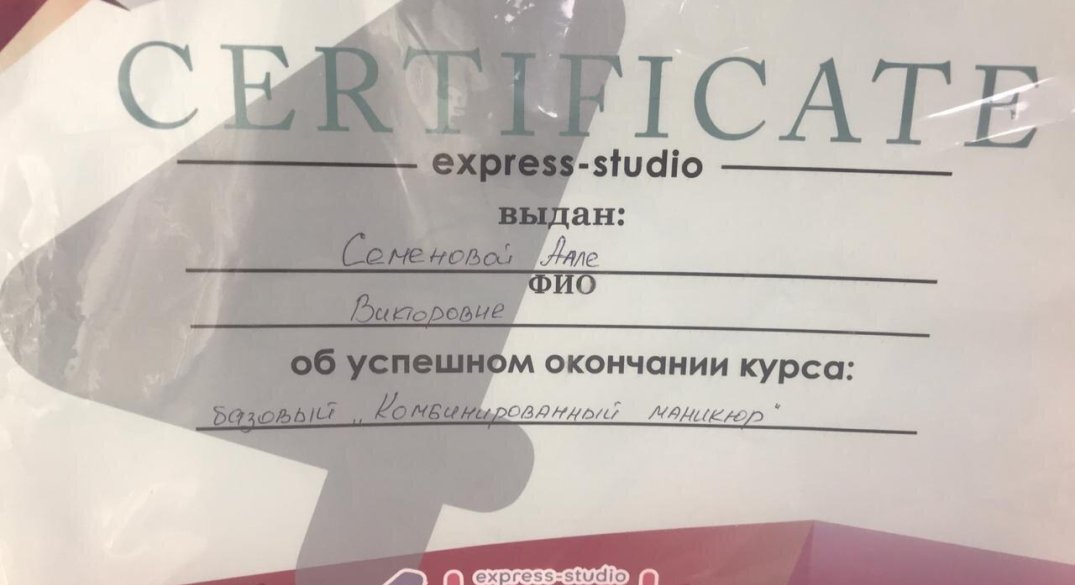 CERTIFICATE
express-studio
выдан:
Семеновой Алле
ФИО
Викторовне
об успешном окончании курса:
базовый „Комбинированный маникюр"
express-studio